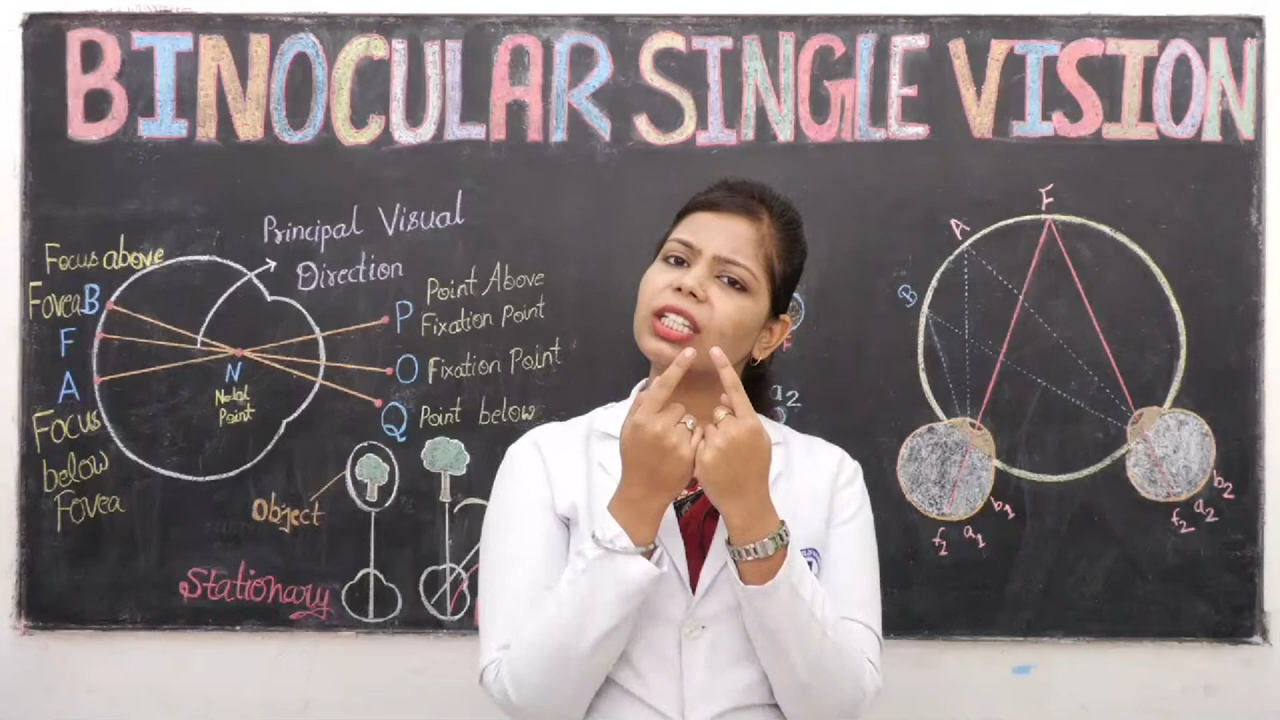 BINOCULAR SINGLE VISION
Principal Visual
Direction
Focus above
Fovea B
F
A
Focus
below
Fovea
N
Nodal
Point
P Point Above
Fixation Point
O Fixation Point
Q Point below
Object
Stationary
F
a2
F
A
B
f2 a1 b1
f2 a2 b2